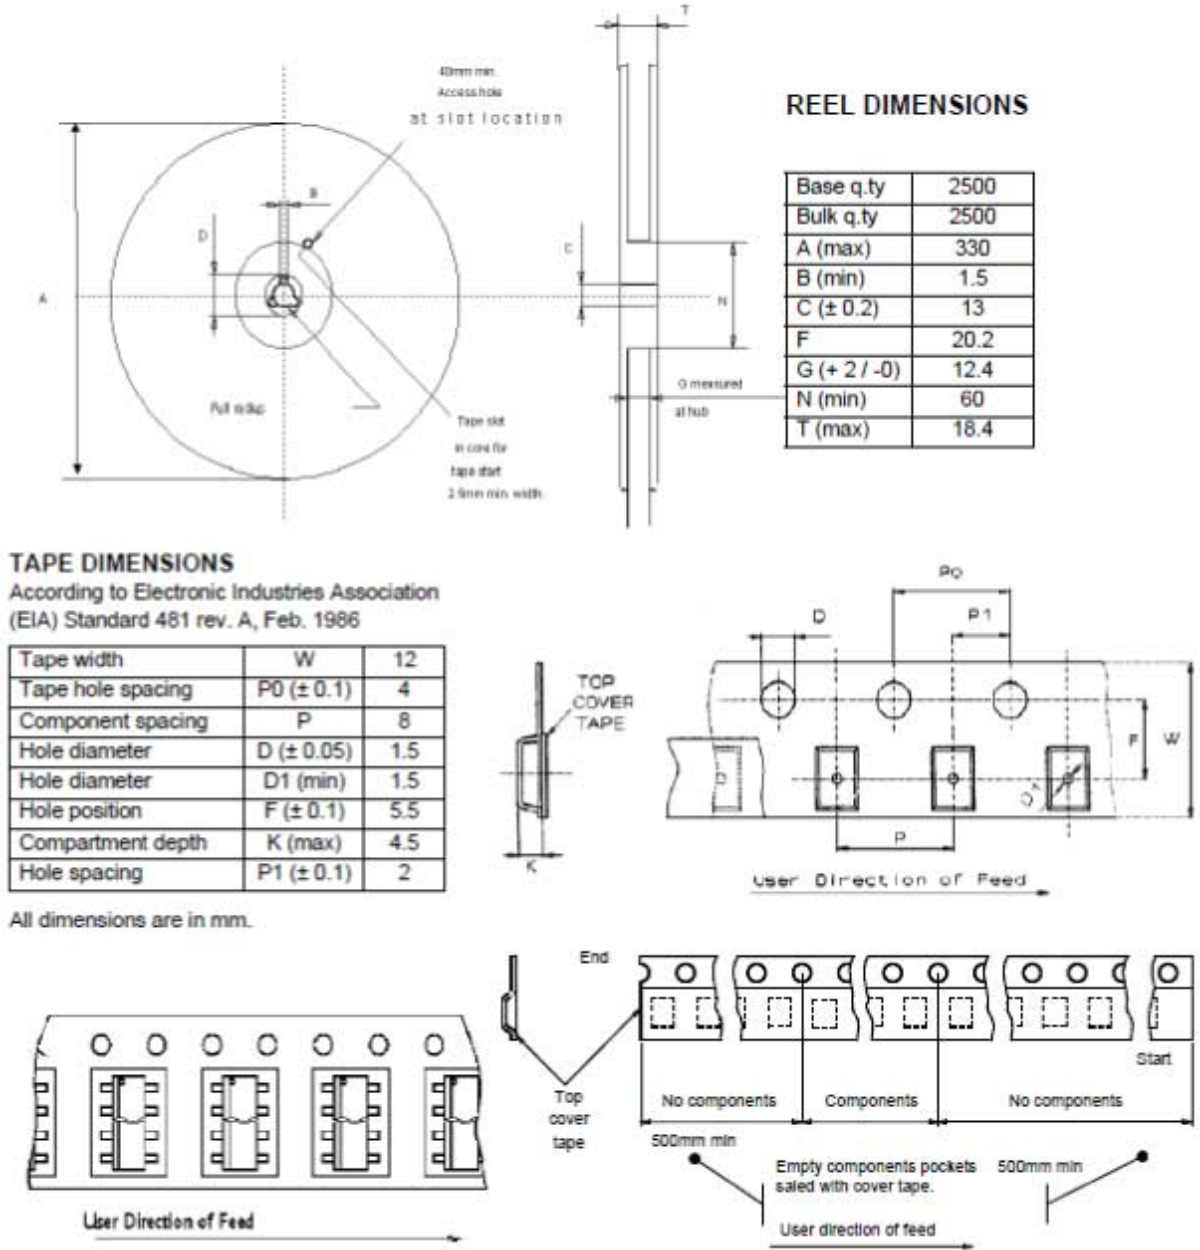 T
40mm min.
Access hole
at slot location
REEL DIMENSIONS
B
D
C
A
N
Base q.ty 2500
Bulk q.ty 2500
A (max) 330
B (min) 1.5
C (± 0.2) 13
F 20.2
G (+ 2 / -0) 12.4
N (min) 60
T (max) 18.4
G measured
at hub
Full radius
Tape slot
in core for
tape start
2.5mm min. width.
TAPE DIMENSIONS
According to Electronic Industries Association
(EIA) Standard 481 rev. A, Feb. 1986
Tape width W 12
Tape hole spacing P0 (± 0.1) 4
Component spacing P 8
Hole diameter D (± 0.05) 1.5
Hole diameter D1 (min) 1.5
Hole position F (± 0.1) 5.5
Compartment depth K (max) 4.5
Hole spacing P1 (± 0.1) 2
All dimensions are in mm.
P0
D
P1
TOP
COVER
TAPE
F
W
D1
K
P
User Direction of Feed
End
Start
Top
cover
tape
No components
Components
No components
500mm min
Empty components pockets
saled with cover tape.
500mm min
User direction of feed
User Direction of Feed